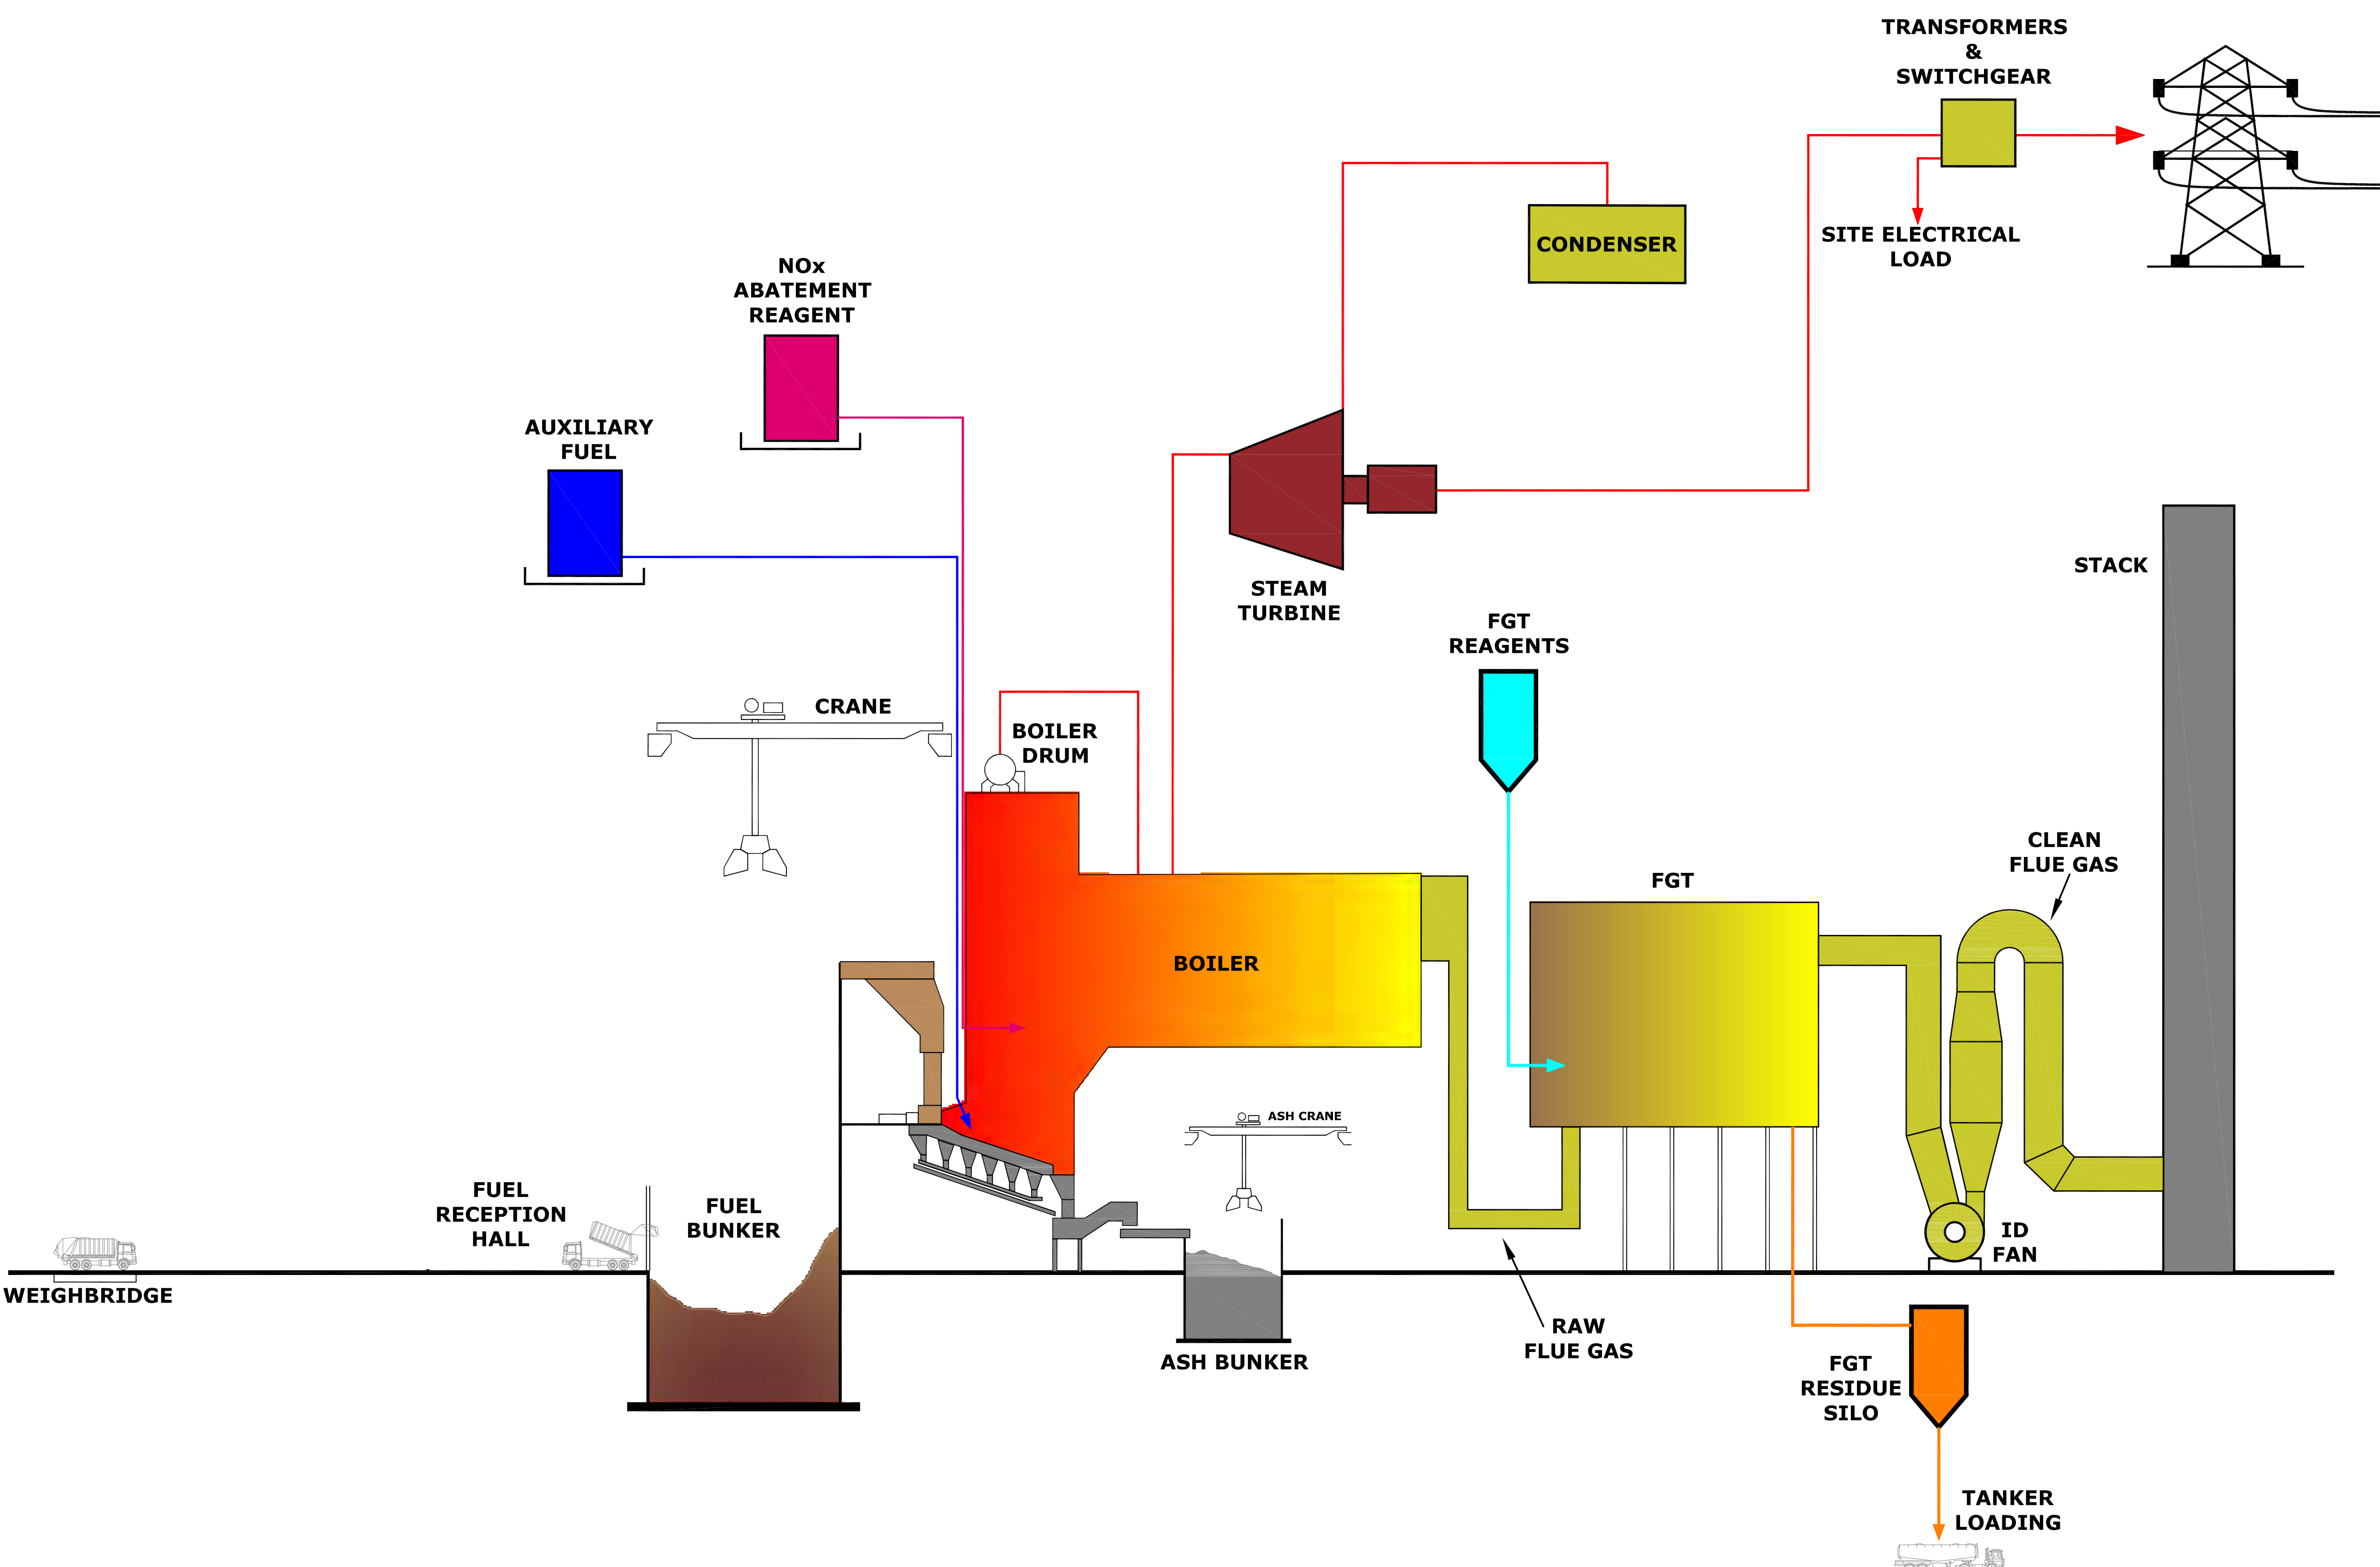 TRANSFORMERS
&
SWITCHGEAR
CONDENSER
SITE ELECTRICAL
LOAD
NOx
ABATEMENT
REAGENT
AUXILIARY
FUEL
STEAM
TURBINE
STACK
FGT
REAGENTS
CRANE
BOILER
DRUM
CLEAN
FLUE GAS
FGT
BOILER
ASH CRANE
FUEL
RECEPTION
HALL
FUEL
BUNKER
ID
FAN
WEIGHBRIDGE
RAW
FLUE GAS
ASH BUNKER
FGT
RESIDUE
SILO
TANKER
LOADING